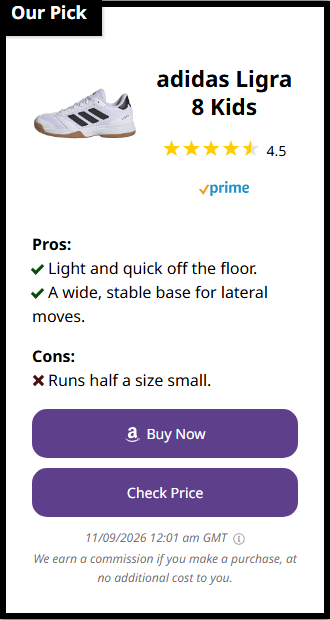 Our Pick
adidas Ligra
8 Kids
4.5
prime
Pros:
Light and quick off the floor.
A wide, stable base for lateral
moves.
Cons:
Runs half a size small.
Buy Now
Check Price
11/09/2026 12:01 am GMT
We earn a commission if you make a purchase, at
no additional cost to you.